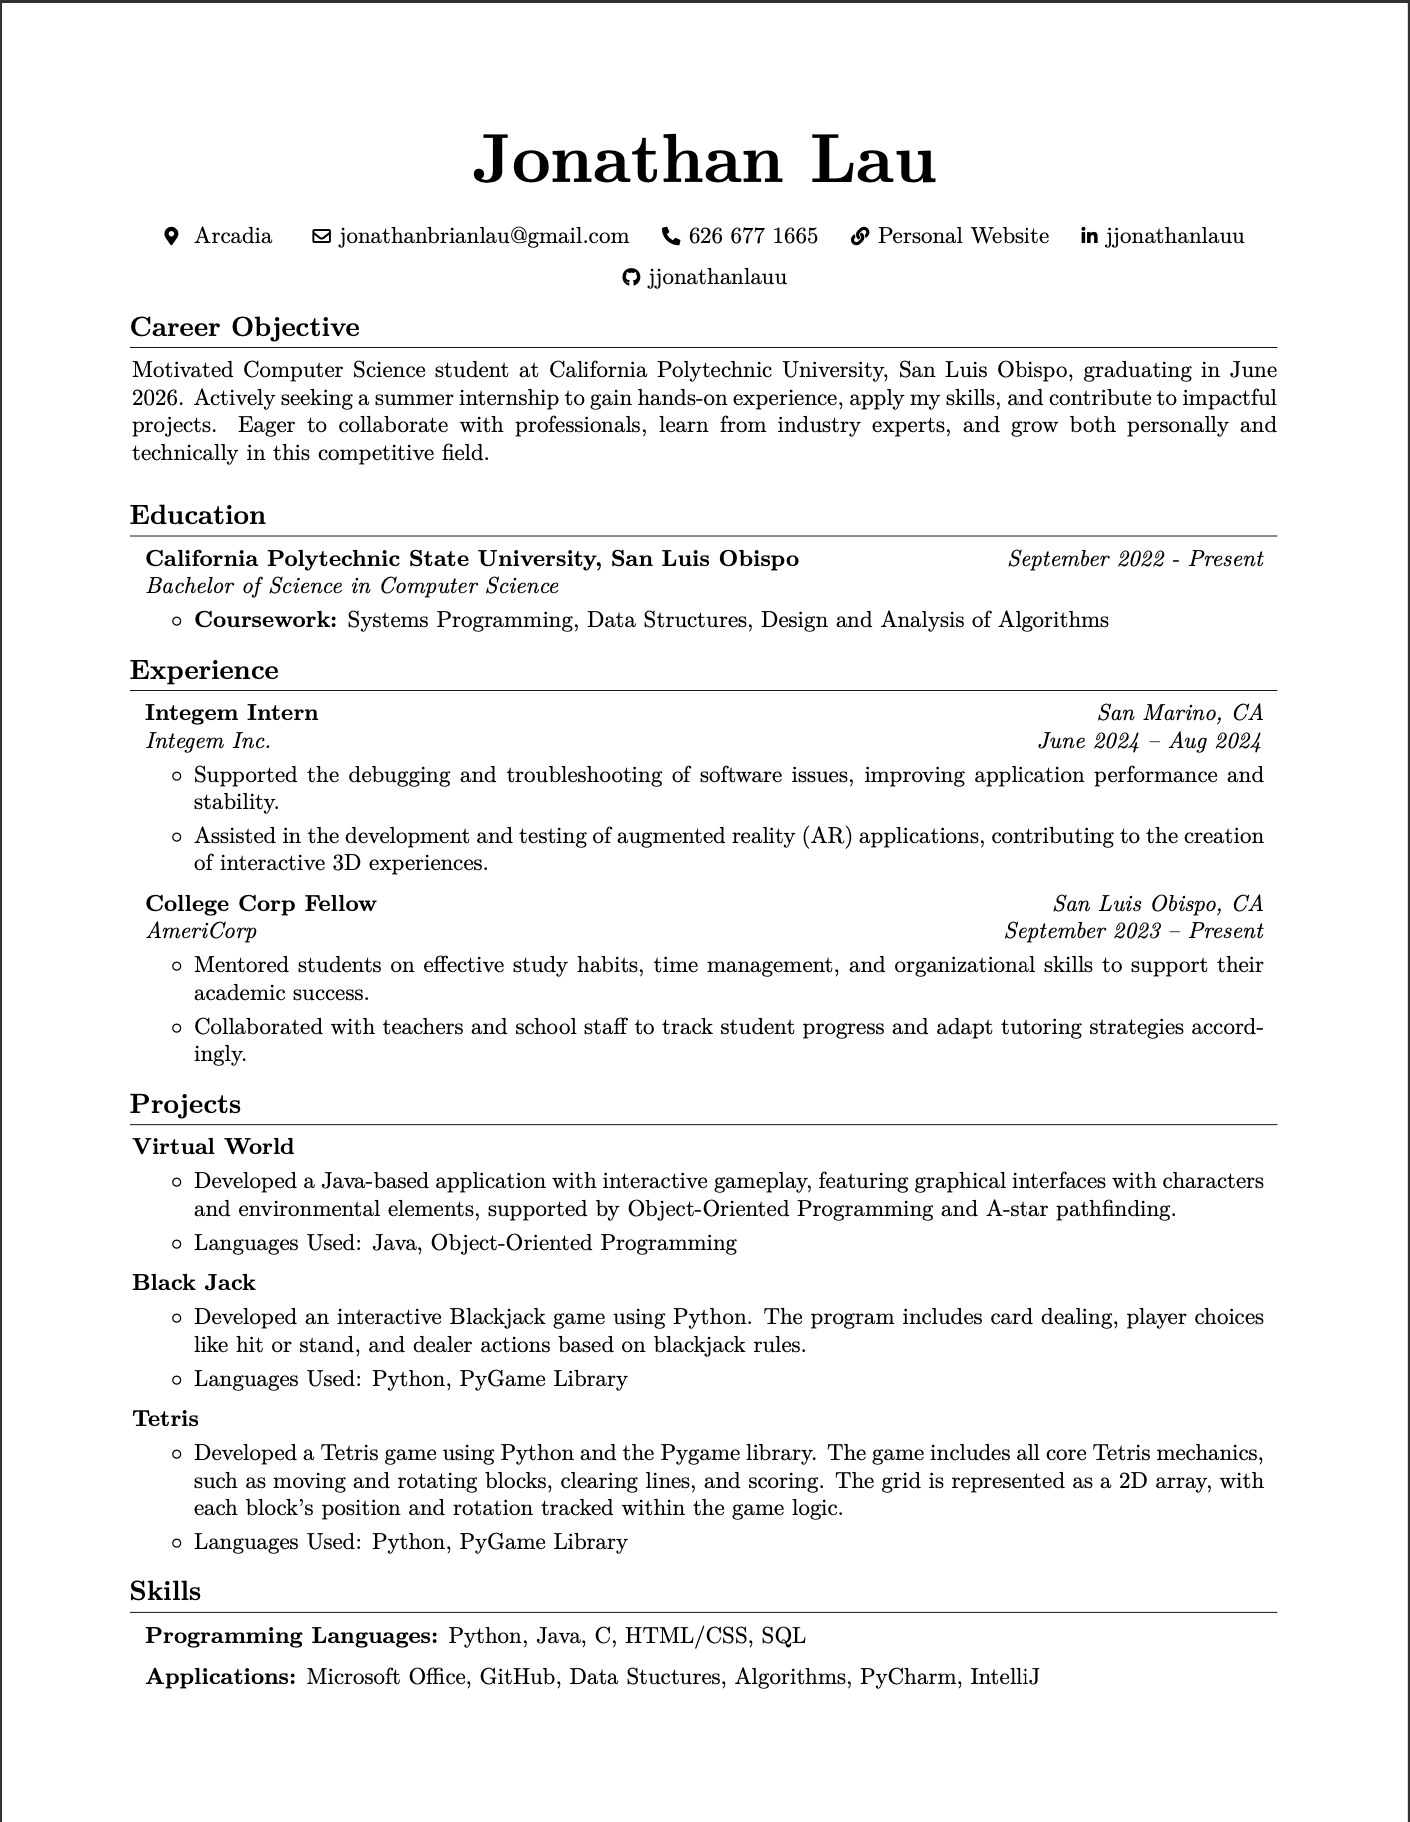 Jonathan Lau
Arcadia jonathanbrianlau@gmail.com 626 677 1665 Personal Website jjonathanlauu
jjonathanlauu
Career Objective
Motivated Computer Science student at California Polytechnic University, San Luis Obispo, graduating in June
2026. Actively seeking a summer internship to gain hands-on experience, apply my skills, and contribute to impactful
projects. Eager to collaborate with professionals, learn from industry experts, and grow both personally and
technically in this competitive field.
Education
California Polytechnic State University, San Luis Obispo September 2022 - Present
Bachelor of Science in Computer Science
◦ Coursework: Systems Programming, Data Structures, Design and Analysis of Algorithms
Experience
Integem Intern San Marino, CA
Integem Inc. June 2024 – Aug 2024
◦ Supported the debugging and troubleshooting of software issues, improving application performance and
stability.
◦ Assisted in the development and testing of augmented reality (AR) applications, contributing to the creation
of interactive 3D experiences.
College Corp Fellow San Luis Obispo, CA
AmeriCorp September 2023 – Present
◦ Mentored students on effective study habits, time management, and organizational skills to support their
academic success.
◦ Collaborated with teachers and school staff to track student progress and adapt tutoring strategies accord-
ingly.
Projects
Virtual World
◦ Developed a Java-based application with interactive gameplay, featuring graphical interfaces with characters
and environmental elements, supported by Object-Oriented Programming and A-star pathfinding.
◦ Languages Used: Java, Object-Oriented Programming
Black Jack
◦ Developed an interactive Blackjack game using Python. The program includes card dealing, player choices
like hit or stand, and dealer actions based on blackjack rules.
◦ Languages Used: Python, PyGame Library
Tetris
◦ Developed a Tetris game using Python and the Pygame library. The game includes all core Tetris mechanics,
such as moving and rotating blocks, clearing lines, and scoring. The grid is represented as a 2D array, with
each block's position and rotation tracked within the game logic.
◦ Languages Used: Python, PyGame Library
Skills
Programming Languages: Python, Java, C, HTML/CSS, SQL
Applications: Microsoft Office, GitHub, Data Stuctures, Algorithms, PyCharm, IntelliJ